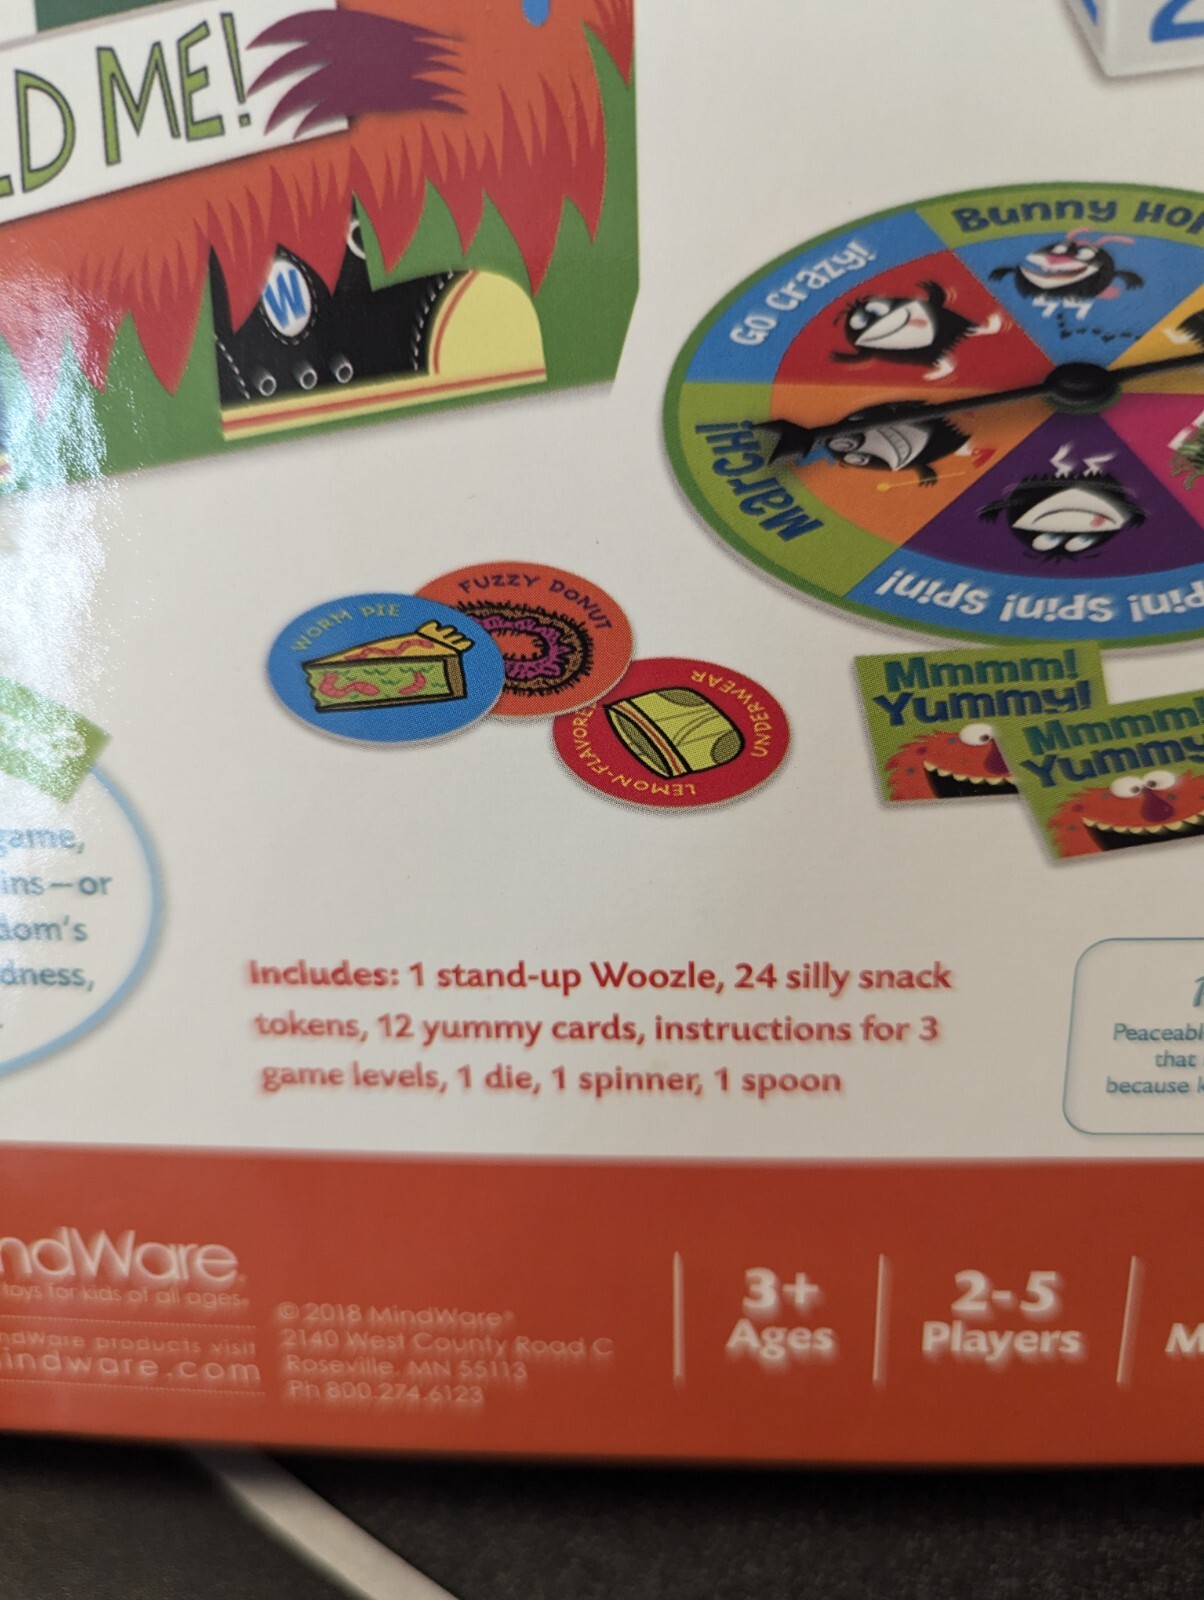 D ME!
W
Bunny Hop
Go crazy!
March!
Spin! Spin! Spin!
FUZZY DONUT
WORM PIE
LEMON-FLAVORED UNDERWEAR
Mmmm!
Yummy!
Mmmm
Yummy
game,
ins—or
dom's
dness,
Includes: 1 stand-up Woozle, 24 silly snack
tokens, 12 yummy cards, instructions for 3
game levels, 1 die, 1 spinner, 1 spoon
Peaceabl
that
because k
ndWare
toys for kids of all ages.
ndWare products visit
indware.com
© 2018 MindWare®
2140 West County Road C
Roseville, MN 55113
Ph 800.274.6123
3+
Ages
2-5
Players
M